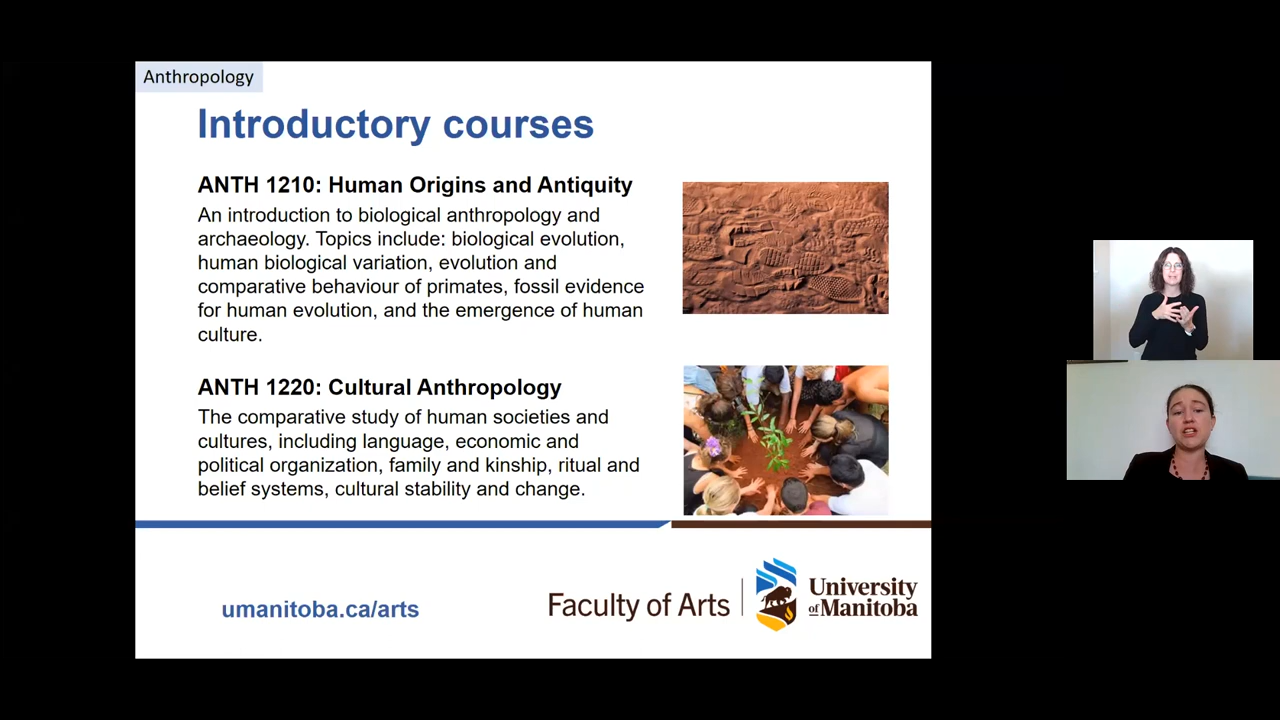 Anthropology
Introductory courses
ANTH 1210: Human Origins and Antiquity
An introduction to biological anthropology and
archaeology. Topics include: biological evolution,
human biological variation, evolution and
comparative behaviour of primates, fossil evidence
for human evolution, and the emergence of human
culture.
ANTH 1220: Cultural Anthropology
The comparative study of human societies and
cultures, including language, economic and
political organization, family and kinship, ritual and
belief systems, cultural stability and change.
umanitoba.ca/arts
Faculty of Arts
University
of Manitoba